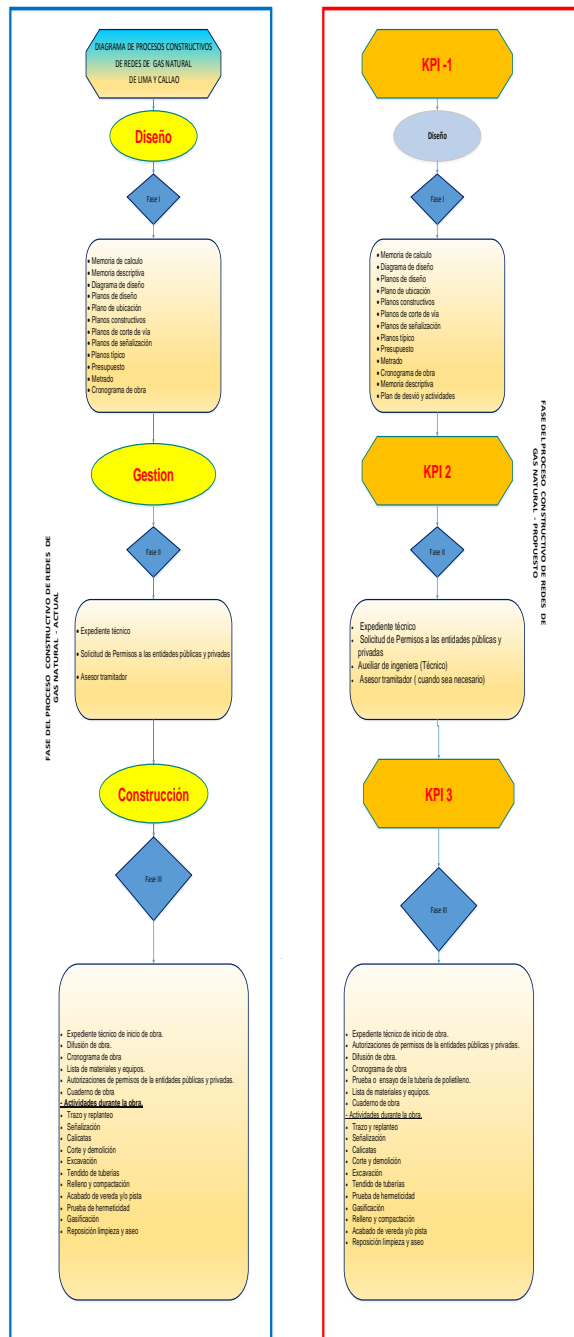 DIAGRAMA DE PROCESOS CONSTRUCTIVOS
DE REDES DE GAS NATURAL
DE LIMA Y CALLAO
Diseño
Fase I
• Memoria de calculo
• Memoria descriptiva
• Diagrama de diseño
• Planos de diseño
• Plano de ubicación
• Planos constructivos
• Planos de corte de vía
• Planos de señalización
• Planos típico
• Presupuesto
• Metrado
• Cronograma de obra
Gestion
Fase II
• Expediente técnico
• Solicitud de Permisos a las entidades públicas y privadas
• Asesor tramitador
Construcción
Fase III
• Expediente técnico de inicio de obra.
• Difusión de obra.
• Cronograma de obra
• Lista de materiales y equipos.
• Autorizaciones de permisos de la entidades públicas y privadas.
• Cuaderno de obra
- Actividades durante la obra.
• Trazo y replanteo
• Señalización
• Calicatas
• Corte y demolición
• Excavación
• Tendido de tuberías
• Relleno y compactación
• Acabado de vereda y/o pista
• Prueba de hermeticidad
• Gasificación
• Reposición limpieza y aseo
FASE DEL PROCESO CONSTRUCTIVO DE REDES DE
GAS NATURAL - ACTUAL
KPI -1
Diseño
Fase I
• Memoria de calculo
• Diagrama de diseño
• Planos de diseño
• Plano de ubicación
• Planos constructivos
• Planos de corte de vía
• Planos de señalización
• Planos típico
• Presupuesto
• Metrado
• Cronograma de obra
• Memoria descriptiva
• Plan de desvió y actividades
KPI 2
Fase II
• Expediente técnico
• Solicitud de Permisos a las entidades públicas y
privadas
• Auxiliar de ingeniera (Técnico)
• Asesor tramitador ( cuando sea necesario)
KPI 3
Fase III
• Expediente técnico de inicio de obra.
• Autorizaciones de permisos de la entidades públicas y privadas.
• Difusión de obra.
• Cronograma de obra
• Prueba o ensayo de la tubería de polietileno.
• Lista de materiales y equipos.
• Cuaderno de obra
- Actividades durante la obra.
• Trazo y replanteo
• Señalización
• Calicatas
• Corte y demolición
• Excavación
• Tendido de tuberías
• Prueba de hermeticidad
• Gasificación
• Relleno y compactación
• Acabado de vereda y/o pista
• Reposición limpieza y aseo
FASE DEL PROCESO CONSTRUCTIVO DE REDES DE
GAS NATURAL - PROPUESTO